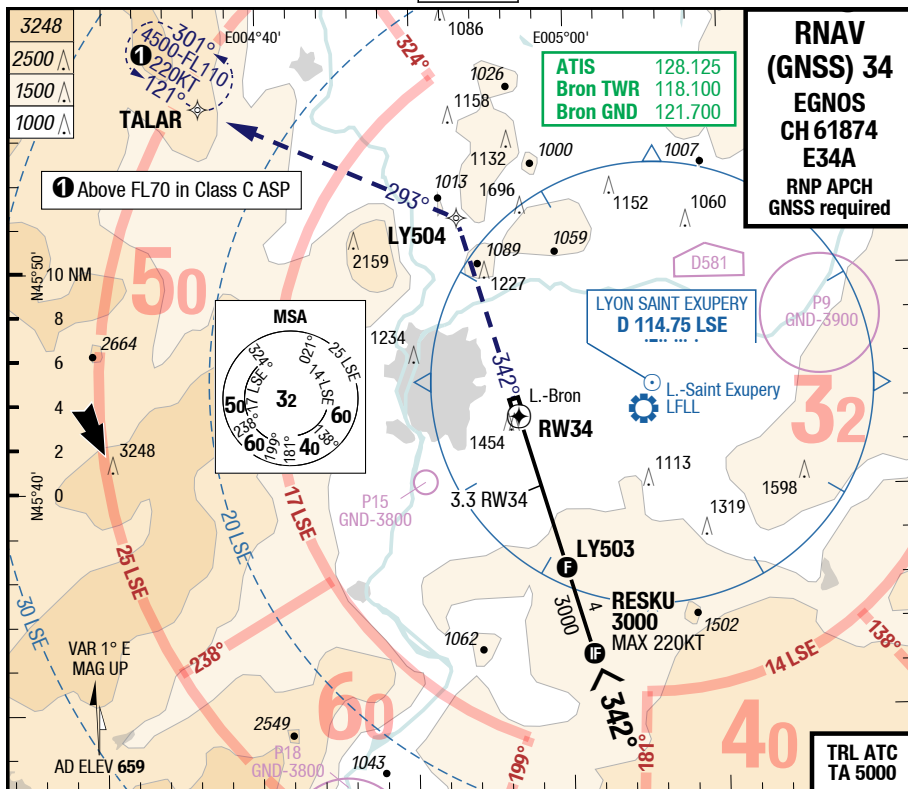 3248
2500
1500
1000
301°
4500-FL110
220KT
121°
❶
TALAR
❶ Above FL70 in Class C ASP
E004°40'
E005°00'
324°
1086
1026
1158
1132
1000
1013
1696
1007
1152
1060
1059
1089
1227
2159
293°
LY504
ATIS 128.125
Bron TWR 118.100
Bron GND 121.700
RNAV
(GNSS) 34
EGNOS
CH 61874
E34A
RNP APCH
GNSS required
N45°50'
10 NM
8
6
4
2
0
N45°40'
50
2664
3248
MSA
324°
021°
25 LSE
17 LSE
14 LSE
32
50
60
238°
60
199°
181°
40
138°
1234
D581
LYON SAINT EXUPERY
D 114.75 LSE
P9
GND-3900
L.-Saint Exupery
LFLL
32
342°
L.-Bron
RW34
1454
1113
1598
1319
P15
GND-3800
3.3 RW34
17 LSE
20 LSE
25 LSE
30 LSE
LY503
F
4
3000
RESKU
3000
MAX 220KT
IF
342°
1502
138°
14 LSE
1062
238°
VAR 1° E
MAG UP
60
2549
P18
GND-3800
1043
199°
181°
40
AD ELEV 659
TRL ATC
TA 5000